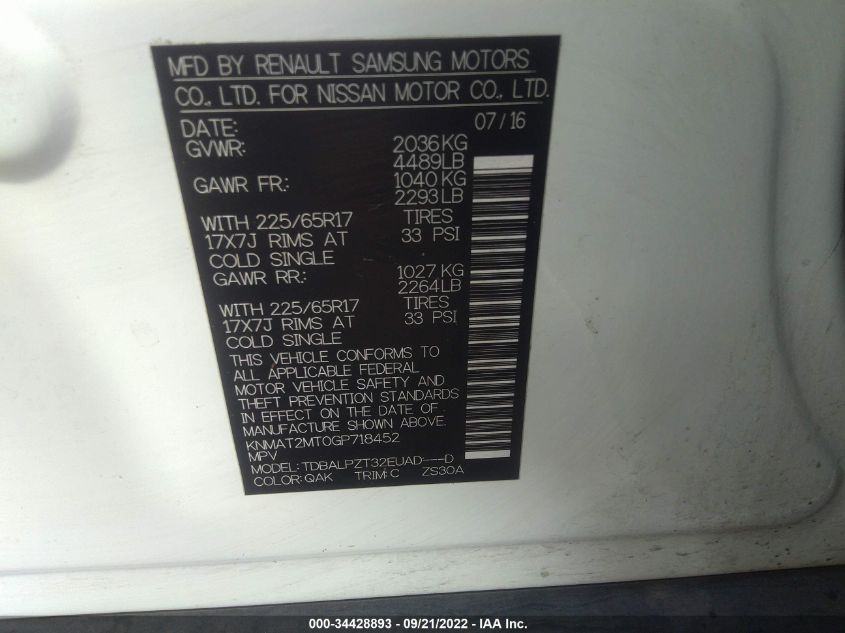 MFD BY RENAULT SAMSUNG MOTORS
CO., LTD. FOR NISSAN MOTOR CO., LTD.
DATE: 07/16
GVWR: 2036KG
4489LB
GAWR FR.: 1040KG
2293LB
WITH 225/65R17 TIRES
17X7J RIMS AT 33 PSI
COLD SINGLE
GAWR RR.: 1027KG
2264LB
WITH 225/65R17 TIRES
17X7J RIMS AT 33 PSI
COLD SINGLE
THIS VEHICLE CONFORMS TO
ALL APPLICABLE FEDERAL
MOTOR VEHICLE SAFETY AND
THEFT PREVENTION STANDARDS
IN EFFECT ON THE DATE OF
MANUFACTURE SHOWN ABOVE.
KNMAT2MT0GP718452
MPV
MODEL: TDBALPZT32EUAD---D
COLOR: QAK TRIM: C ZS30A
000-34428893 - 09/21/2022 - IAA Inc.